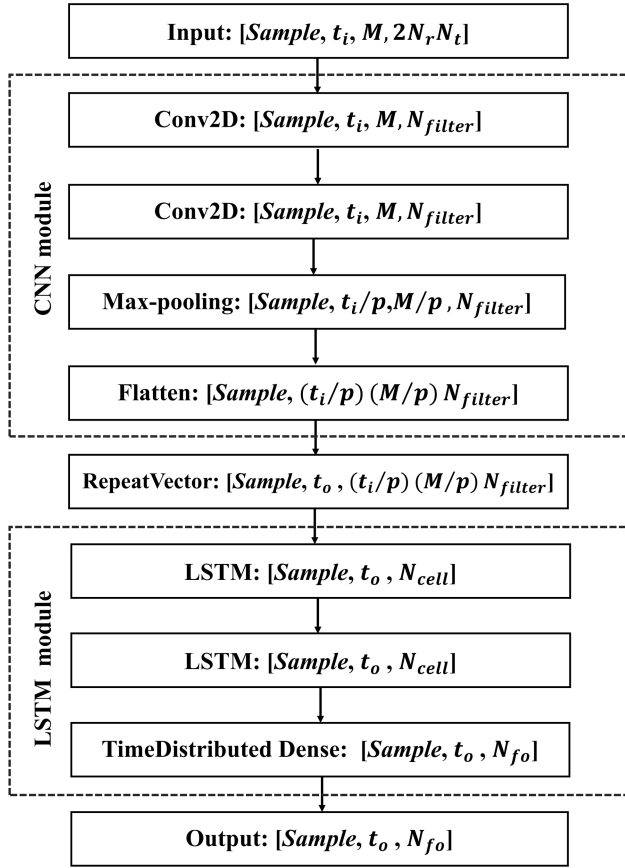 Input: [Sample, t_i, M, 2N_rN_t]
CNN module
Conv2D: [Sample, t_i, M, N_filter]
Conv2D: [Sample, t_i, M, N_filter]
Max-pooling: [Sample, t_i/p,M/p , N_filter]
Flatten: [Sample, (t_i/p) (M/p) N_filter]
RepeatVector: [Sample, t_o , (t_i/p) (M/p) N_filter]
LSTM module
LSTM: [Sample, t_o , N_cell]
LSTM: [Sample, t_o , N_cell]
TimeDistributed Dense: [Sample, t_o , N_fo]
Output: [Sample, t_o , N_fo]